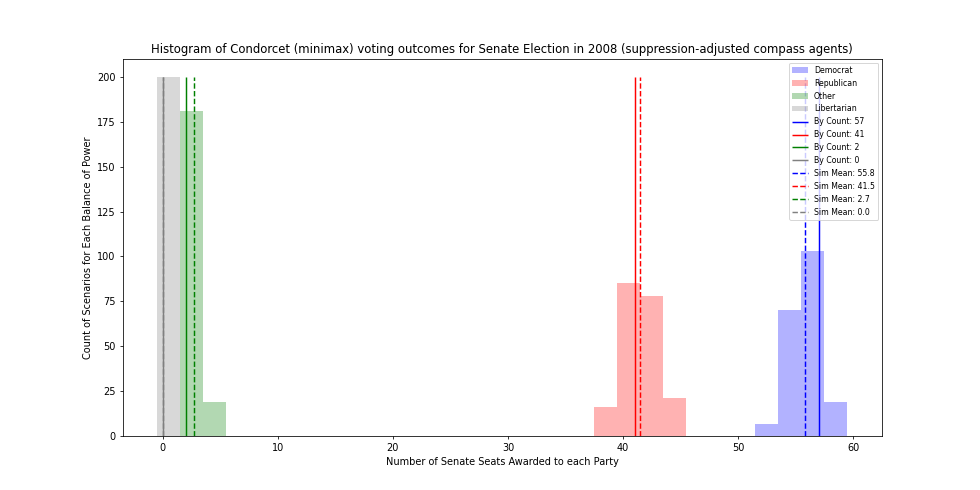 Histogram of Condorcet (minimax) voting outcomes for Senate Election in 2008 (suppression-adjusted compass agents)
Democrat
Republican
Other
Libertarian
By Count: 57
By Count: 41
By Count: 2
By Count: 0
Sim Mean: 55.8
Sim Mean: 41.5
Sim Mean: 2.7
Sim Mean: 0.0
Count of Scenarios for Each Balance of Power
200
175
150
125
100
75
50
25
0
0 10 20 30 40 50 60
Number of Senate Seats Awarded to each Party